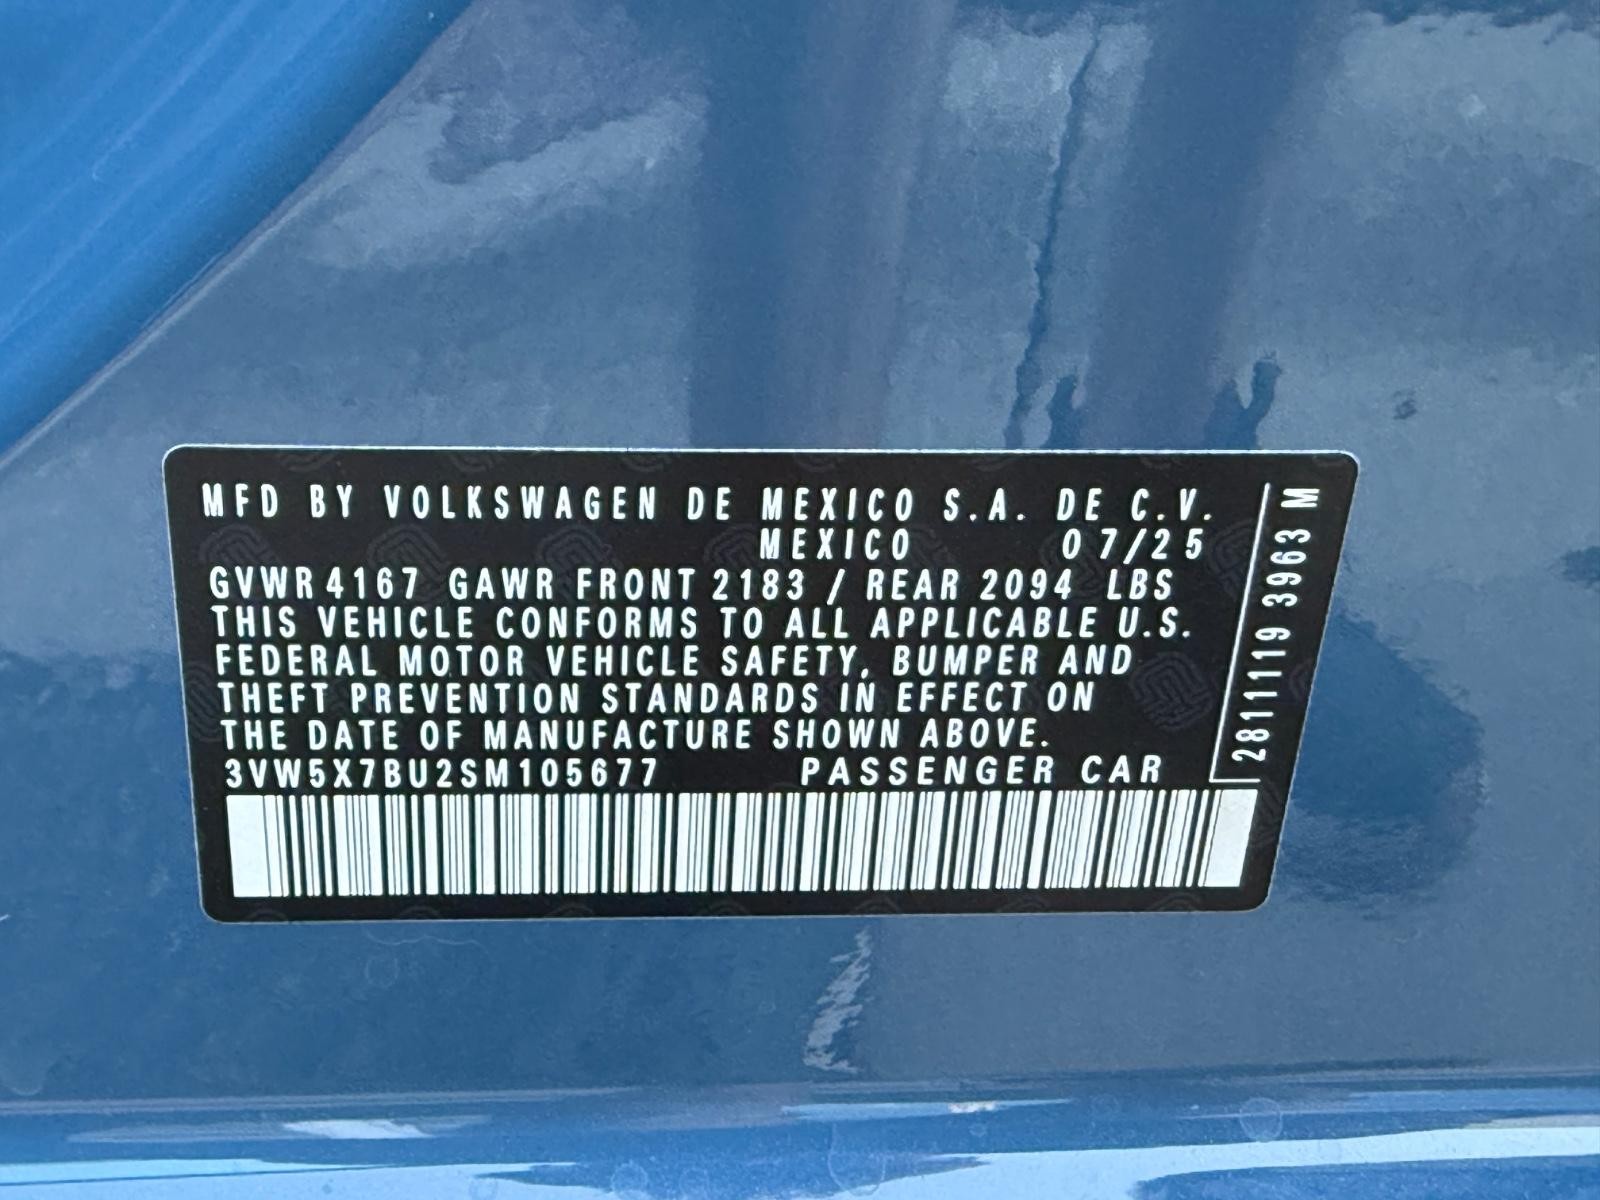 MFD BY VOLKSWAGEN DE MEXICO S.A. DE C.V.
MEXICO 07/25
GVWR 4167 GAWR FRONT 2183 / REAR 2094 LBS
THIS VEHICLE CONFORMS TO ALL APPLICABLE U.S.
FEDERAL MOTOR VEHICLE SAFETY, BUMPER AND
THEFT PREVENTION STANDARDS IN EFFECT ON
THE DATE OF MANUFACTURE SHOWN ABOVE.
3VW5X7BU2SM105677 PASSENGER CAR
2811119 3963 M